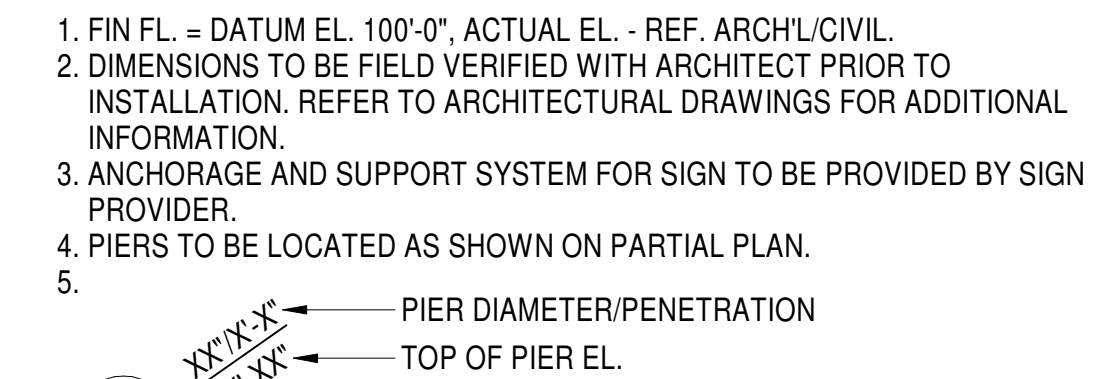 1. FIN FL. = DATUM EL. 100'-0", ACTUAL EL. - REF. ARCH'L/CIVIL.
2. DIMENSIONS TO BE FIELD VERIFIED WITH ARCHITECT PRIOR TO
INSTALLATION. REFER TO ARCHITECTURAL DRAWINGS FOR ADDITIONAL
INFORMATION.
3. ANCHORAGE AND SUPPORT SYSTEM FOR SIGN TO BE PROVIDED BY SIGN
PROVIDER.
4. PIERS TO BE LOCATED AS SHOWN ON PARTIAL PLAN.
5.
XX"/X'-X" PIER DIAMETER/PENETRATION
XX" TOP OF PIER EL.